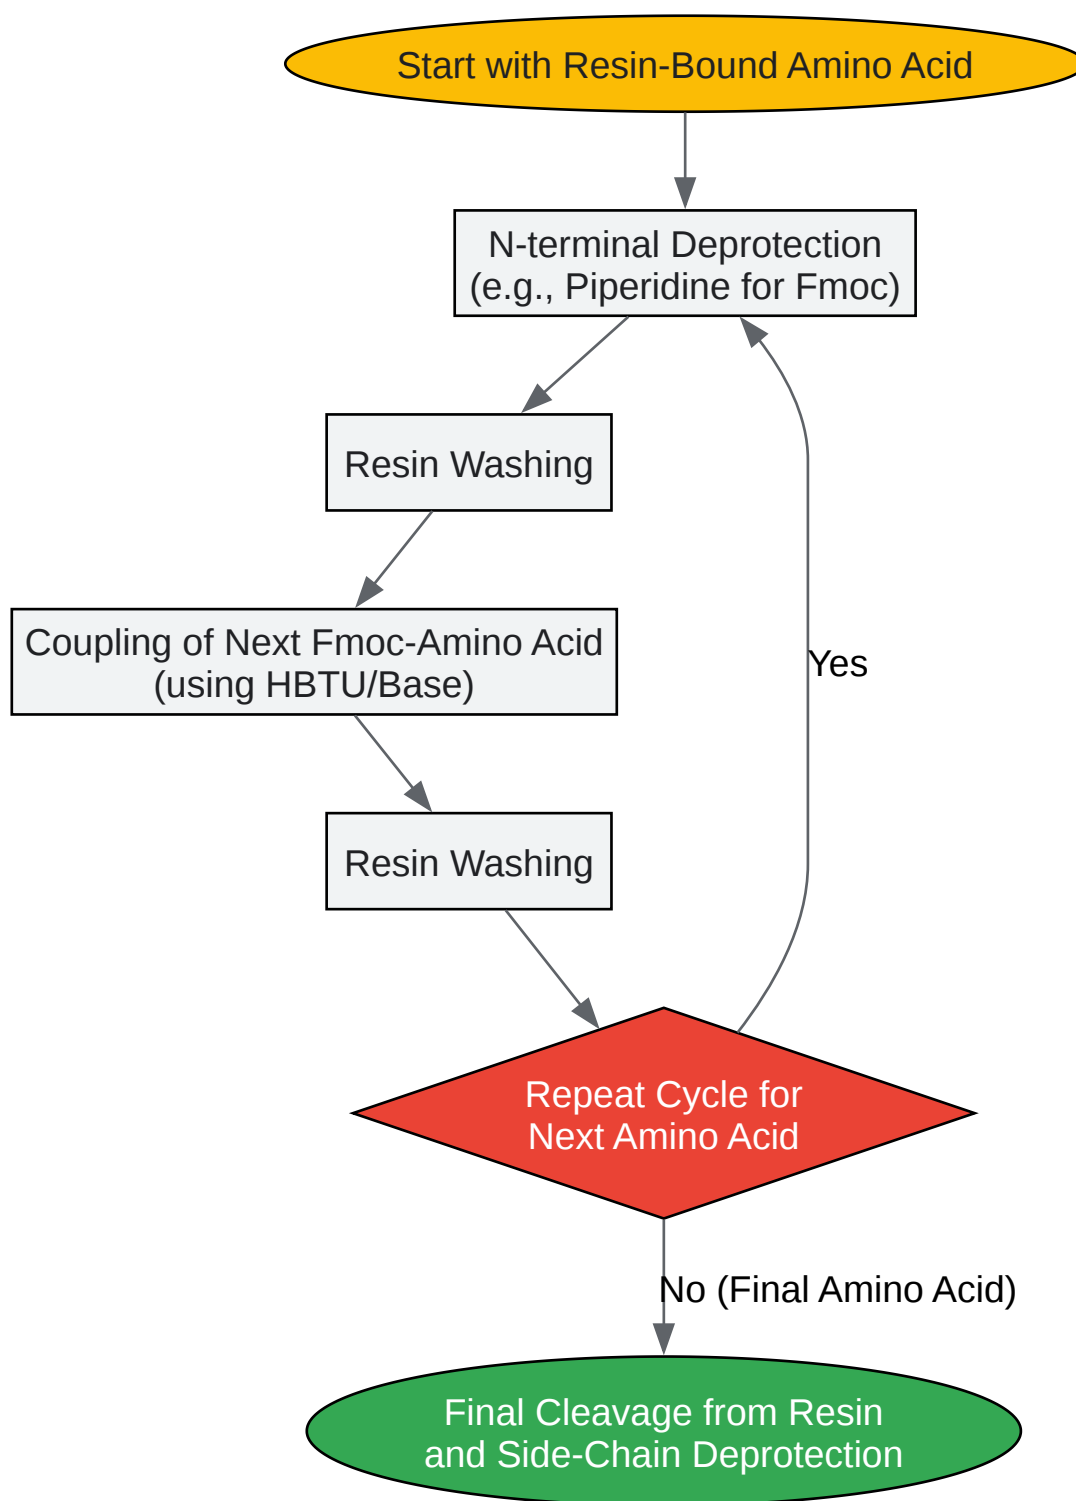 Start with Resin-Bound Amino Acid
N-terminal Deprotection
(e.g., Piperidine for Fmoc)
Resin Washing
Coupling of Next Fmoc-Amino Acid
(using HBTU/Base)
Yes
Resin Washing
Repeat Cycle for
Next Amino Acid
No (Final Amino Acid)
Final Cleavage from Resin
and Side-Chain Deprotection